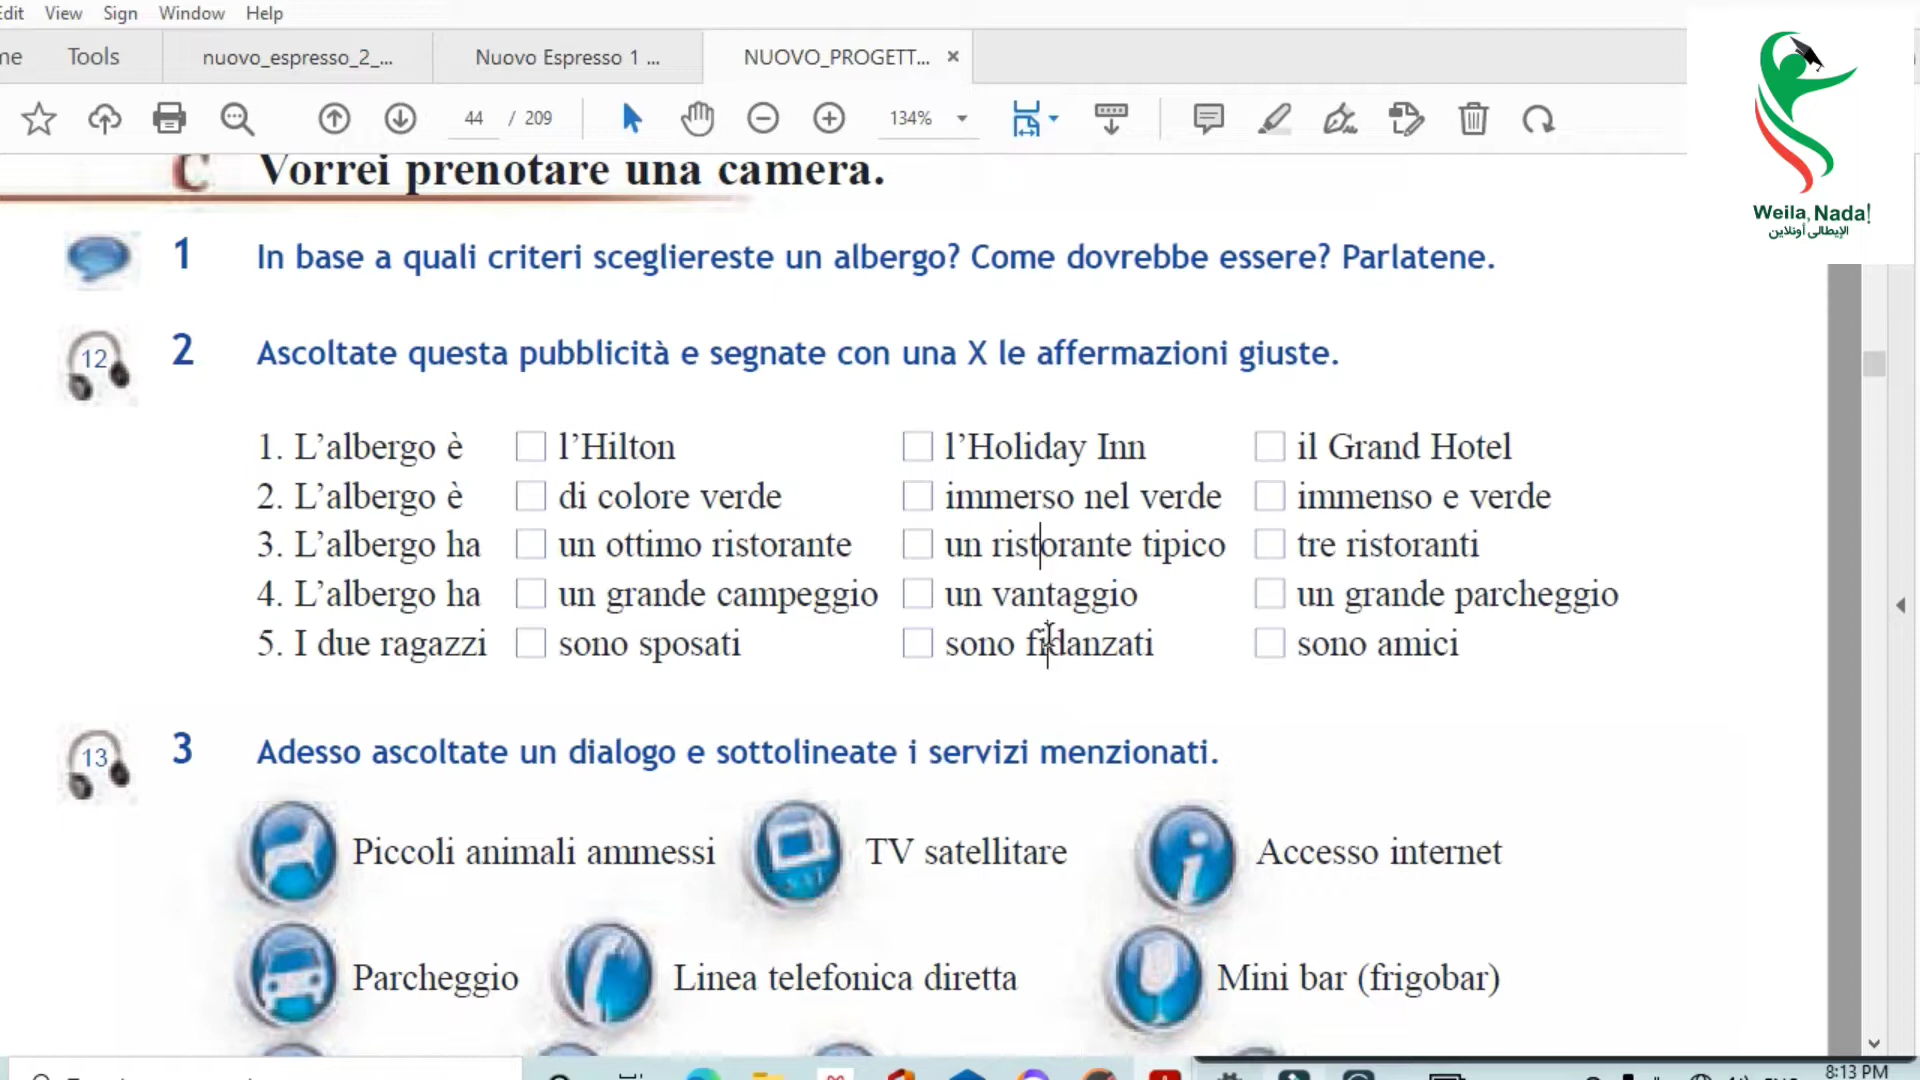 Edit View Sign Window Help
me Tools nuovo_espresso_2_... Nuovo Espresso 1 ... NUOVO_PROGETT... ×
44 / 209 134%
Weila, Nada!
الإيطالى أونلاين
C Vorrei prenotare una camera.
1 In base a quali criteri scegliereste un albergo? Come dovrebbe essere? Parlatene.
12 2 Ascoltate questa pubblicità e segnate con una X le affermazioni giuste.
1. L'albergo è l'Hilton l'Holiday Inn il Grand Hotel
2. L'albergo è di colore verde immerso nel verde immenso e verde
3. L'albergo ha un ottimo ristorante un ristorante tipico tre ristoranti
4. L'albergo ha un grande campeggio un vantaggio un grande parcheggio
5. I due ragazzi sono sposati sono fidanzati sono amici
13 3 Adesso ascoltate un dialogo e sottolineate i servizi menzionati.
Piccoli animali ammessi TV satellitare Accesso internet
Parcheggio Linea telefonica diretta Mini bar (frigobar)
8:13 PM